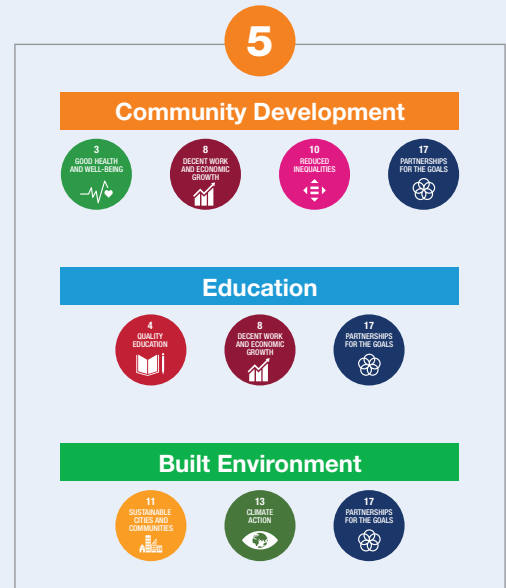 5
Community Development
3
GOOD HEALTH
AND WELL-BEING
8
DECENT WORK
AND ECONOMIC
GROWTH
10
REDUCED
INEQUALITIES
17
PARTNERSHIPS
FOR THE GOALS
Education
4
QUALITY
EDUCATION
8
DECENT WORK
AND ECONOMIC
GROWTH
17
PARTNERSHIPS
FOR THE GOALS
Built Environment
11
SUSTAINABLE
CITIES AND
COMMUNITIES
13
CLIMATE
ACTION
17
PARTNERSHIPS
FOR THE GOALS